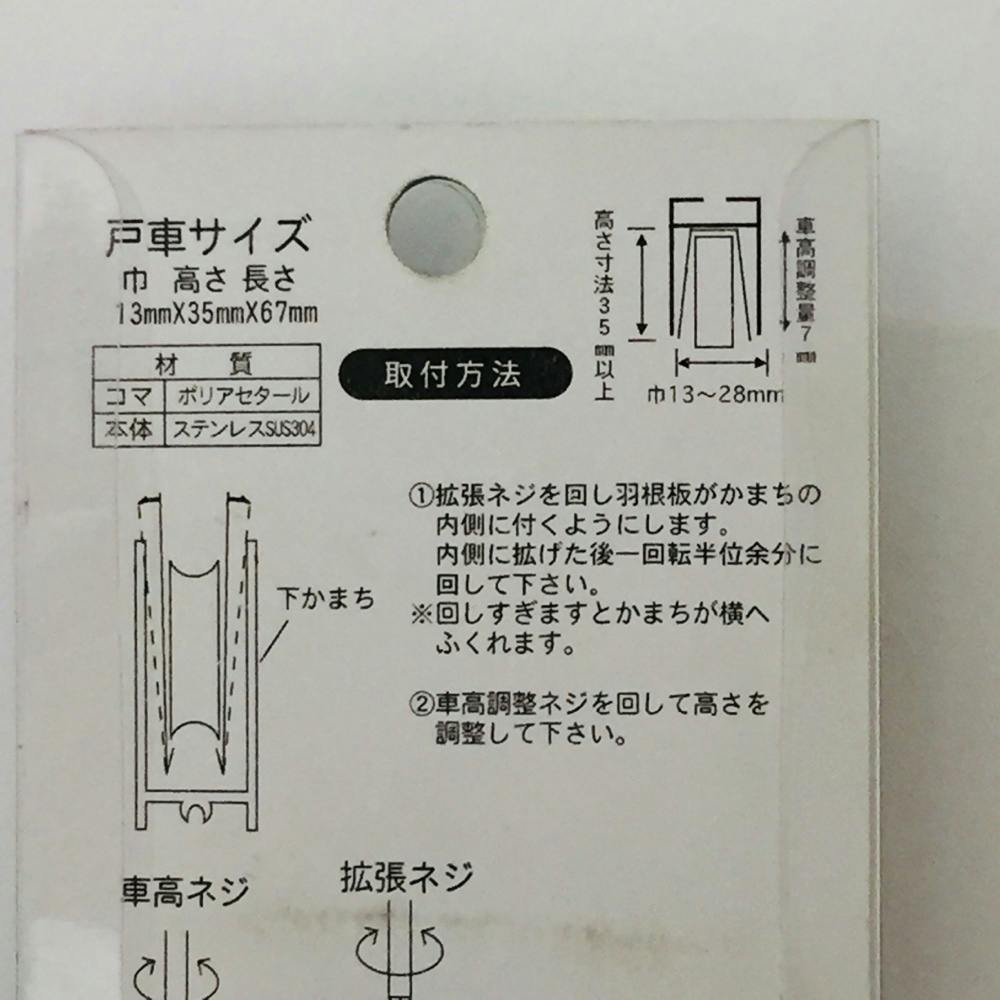 戸車サイズ
巾 高さ 長さ
13mmX35mmX67mm
材 質
コマ ポリアセタール
本体 ステンレスSUS304
取付方法
高さ寸法35㎜以上
車高調整量7㎜
巾13〜28mm
①拡張ネジを回し羽根板がかまちの
内側に付くようにします。
内側に拡げた後一回転半位余分に
回して下さい。
※回しすぎますとかまちが横へ
ふくれます。
②車高調整ネジを回して高さを
調整して下さい。
下かまち
車高ネジ
拡張ネジ